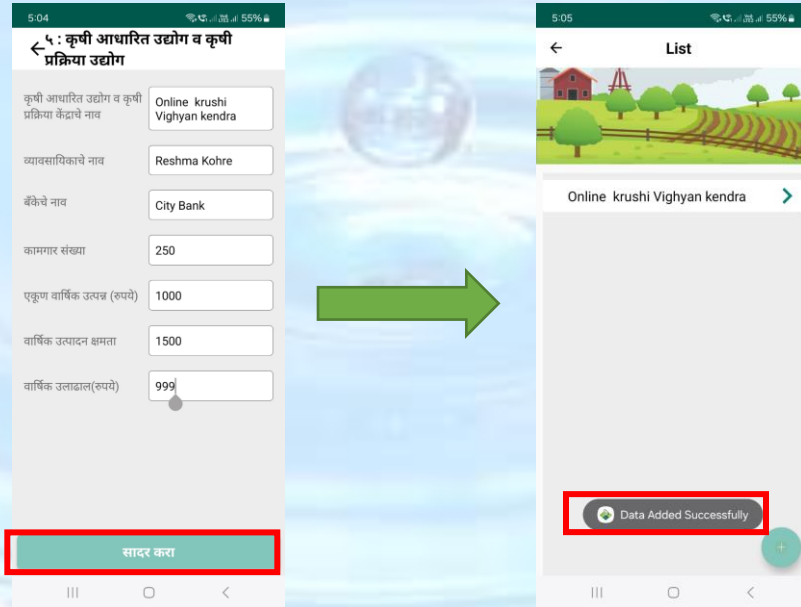 5:04
55%
५ : कृषी आधारित उद्योग व कृषी
प्रक्रिया उद्योग
कृषी आधारित उद्योग व कृषी
प्रक्रिया केंद्राचे नाव
Online krushi
Vighyan kendra
व्यावसायिकाचे नाव
Reshma Kohre
बँकेचे नाव
City Bank
कामगार संख्या
250
एकूण वार्षिक उत्पन्न (रुपये)
1000
वार्षिक उत्पादन क्षमता
1500
वार्षिक उलाढाल(रुपये)
999
सादर करा
5:05
55%
List
Online krushi Vighyan kendra
Data Added Successfully